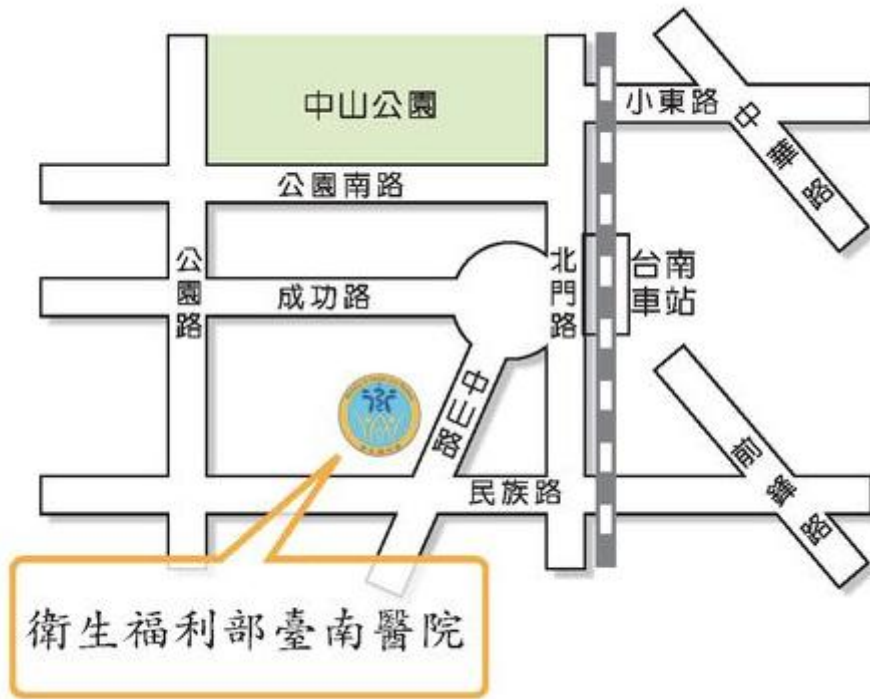 中山公園
小東路
中華路
公園南路
公園路
成功路
北門路
台南
車站
中山路
民族路
前鋒路
衛生福利部臺南醫院